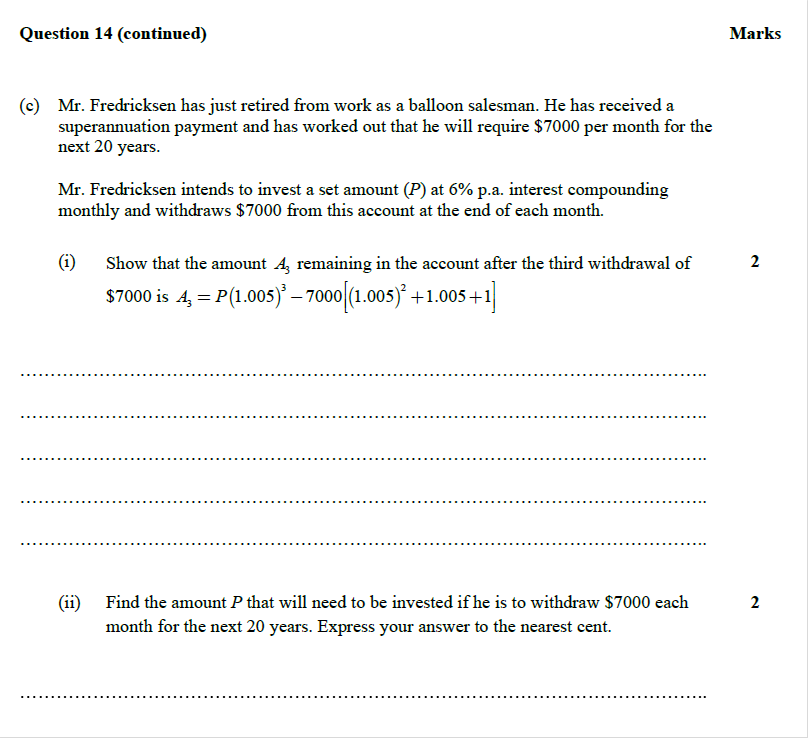 Question 14 (continued) Marks
(c) Mr. Fredricksen has just retired from work as a balloon salesman. He has received a
superannuation payment and has worked out that he will require $7000 per month for the
next 20 years.
Mr. Fredricksen intends to invest a set amount (P) at 6% p.a. interest compounding
monthly and withdraws $7000 from this account at the end of each month.
(i) Show that the amount A₃ remaining in the account after the third withdrawal of 2
$7000 is A₃ = P(1.005)³ – 7000[(1.005)² + 1.005 + 1]
(ii) Find the amount P that will need to be invested if he is to withdraw $7000 each 2
month for the next 20 years. Express your answer to the nearest cent.